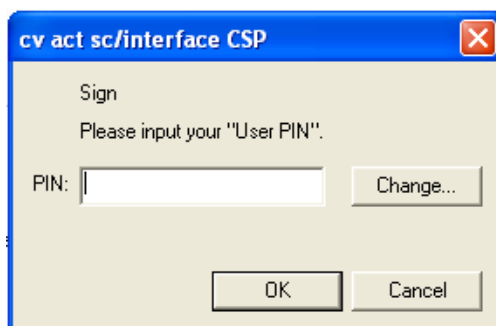 cv act sc/interface CSP
Sign
Please input your "User PIN".
PIN:
Change...
OK
Cancel